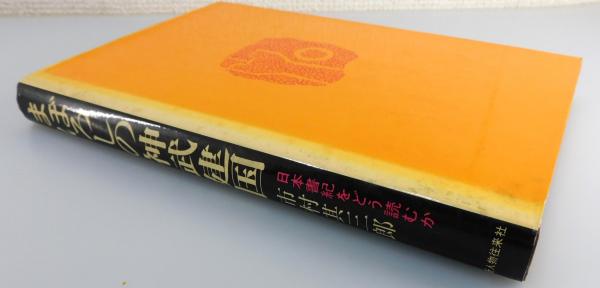 まぼろしの神武建国
日本書紀をどう読むか
市村其三郎
人物往来社